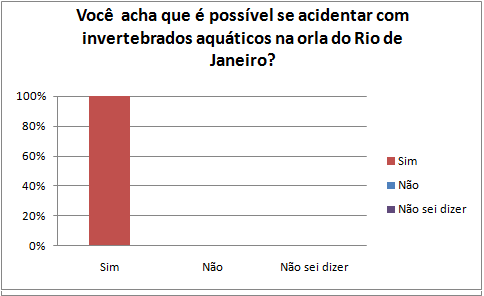 Você acha que é possível se acidentar com
invertebrados aquáticos na orla do Rio de
Janeiro?
100%
80%
60%
40%
20%
0%
Sim
Não
Não sei dizer
Sim
Não
Não sei dizer